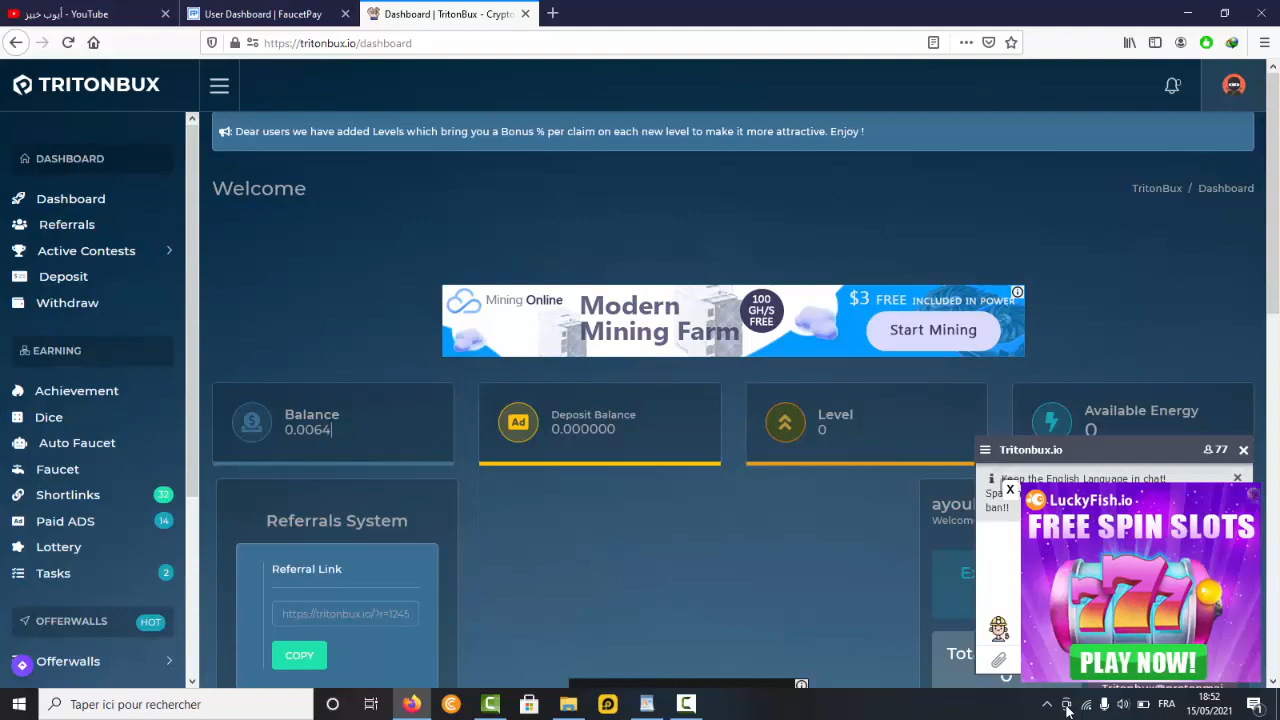 أيوب خبيز - YouTube
User Dashboard | FaucetPay
Dashboard | TritonBux - Crypto
https://tritonbux.io/dashboard
TRITONBUX
Dear users we have added Levels which bring you a Bonus % per claim on each new level to make it more attractive. Enjoy !
DASHBOARD
Dashboard
Referrals
Active Contests
Deposit
Withdraw
EARNING
Achievement
Dice
Auto Faucet
Faucet
Shortlinks 32
Paid ADS 14
Lottery
Tasks 2
OFFERWALLS HOT
Offerwalls
Welcome
TritonBux / Dashboard
Mining Online
Modern
Mining Farm
100
GH/S
FREE
$3 FREE INCLUDED IN POWER
Start Mining
Balance
0.0064
Ad
Deposit Balance
0.000000
Level
0
Available Energy
0
Referrals System
Referral Link
https://tritonbux.io/?r=1245
COPY
Tritonbux.io
77
Keep the English Language in chat!
ban!!
X
LuckyFish.io
FREE SPIN SLOTS
777
PLAY NOW!
Taper ici pour rechercher
FRA
18:52
15/05/2021